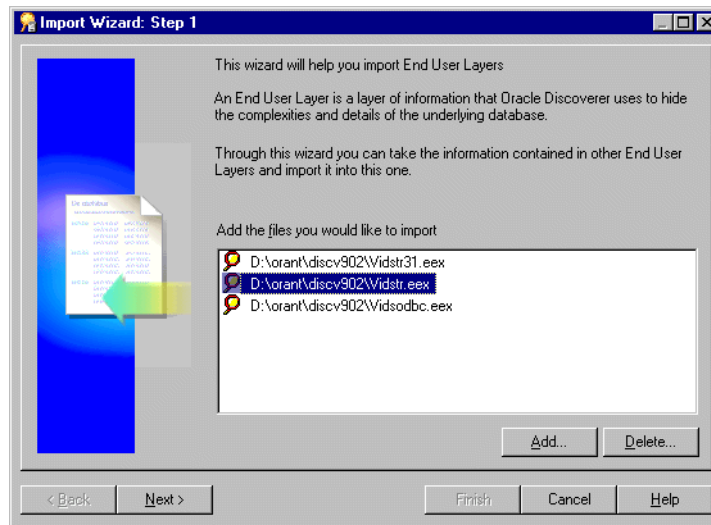 Import Wizard: Step 1
This wizard will help you import End User Layers
An End User Layer is a layer of information that Oracle Discoverer uses to hide
the complexities and details of the underlying database.
Through this wizard you can take the information contained in other End User
Layers and import it into this one.
Add the files you would like to import
D:\orant\discv902\Vidstr31.eex
D:\orant\discv902\Vidstr.eex
D:\orant\discv902\Vidsodbc.eex
Add...
Delete...
< Back
Next >
Finish
Cancel
Help